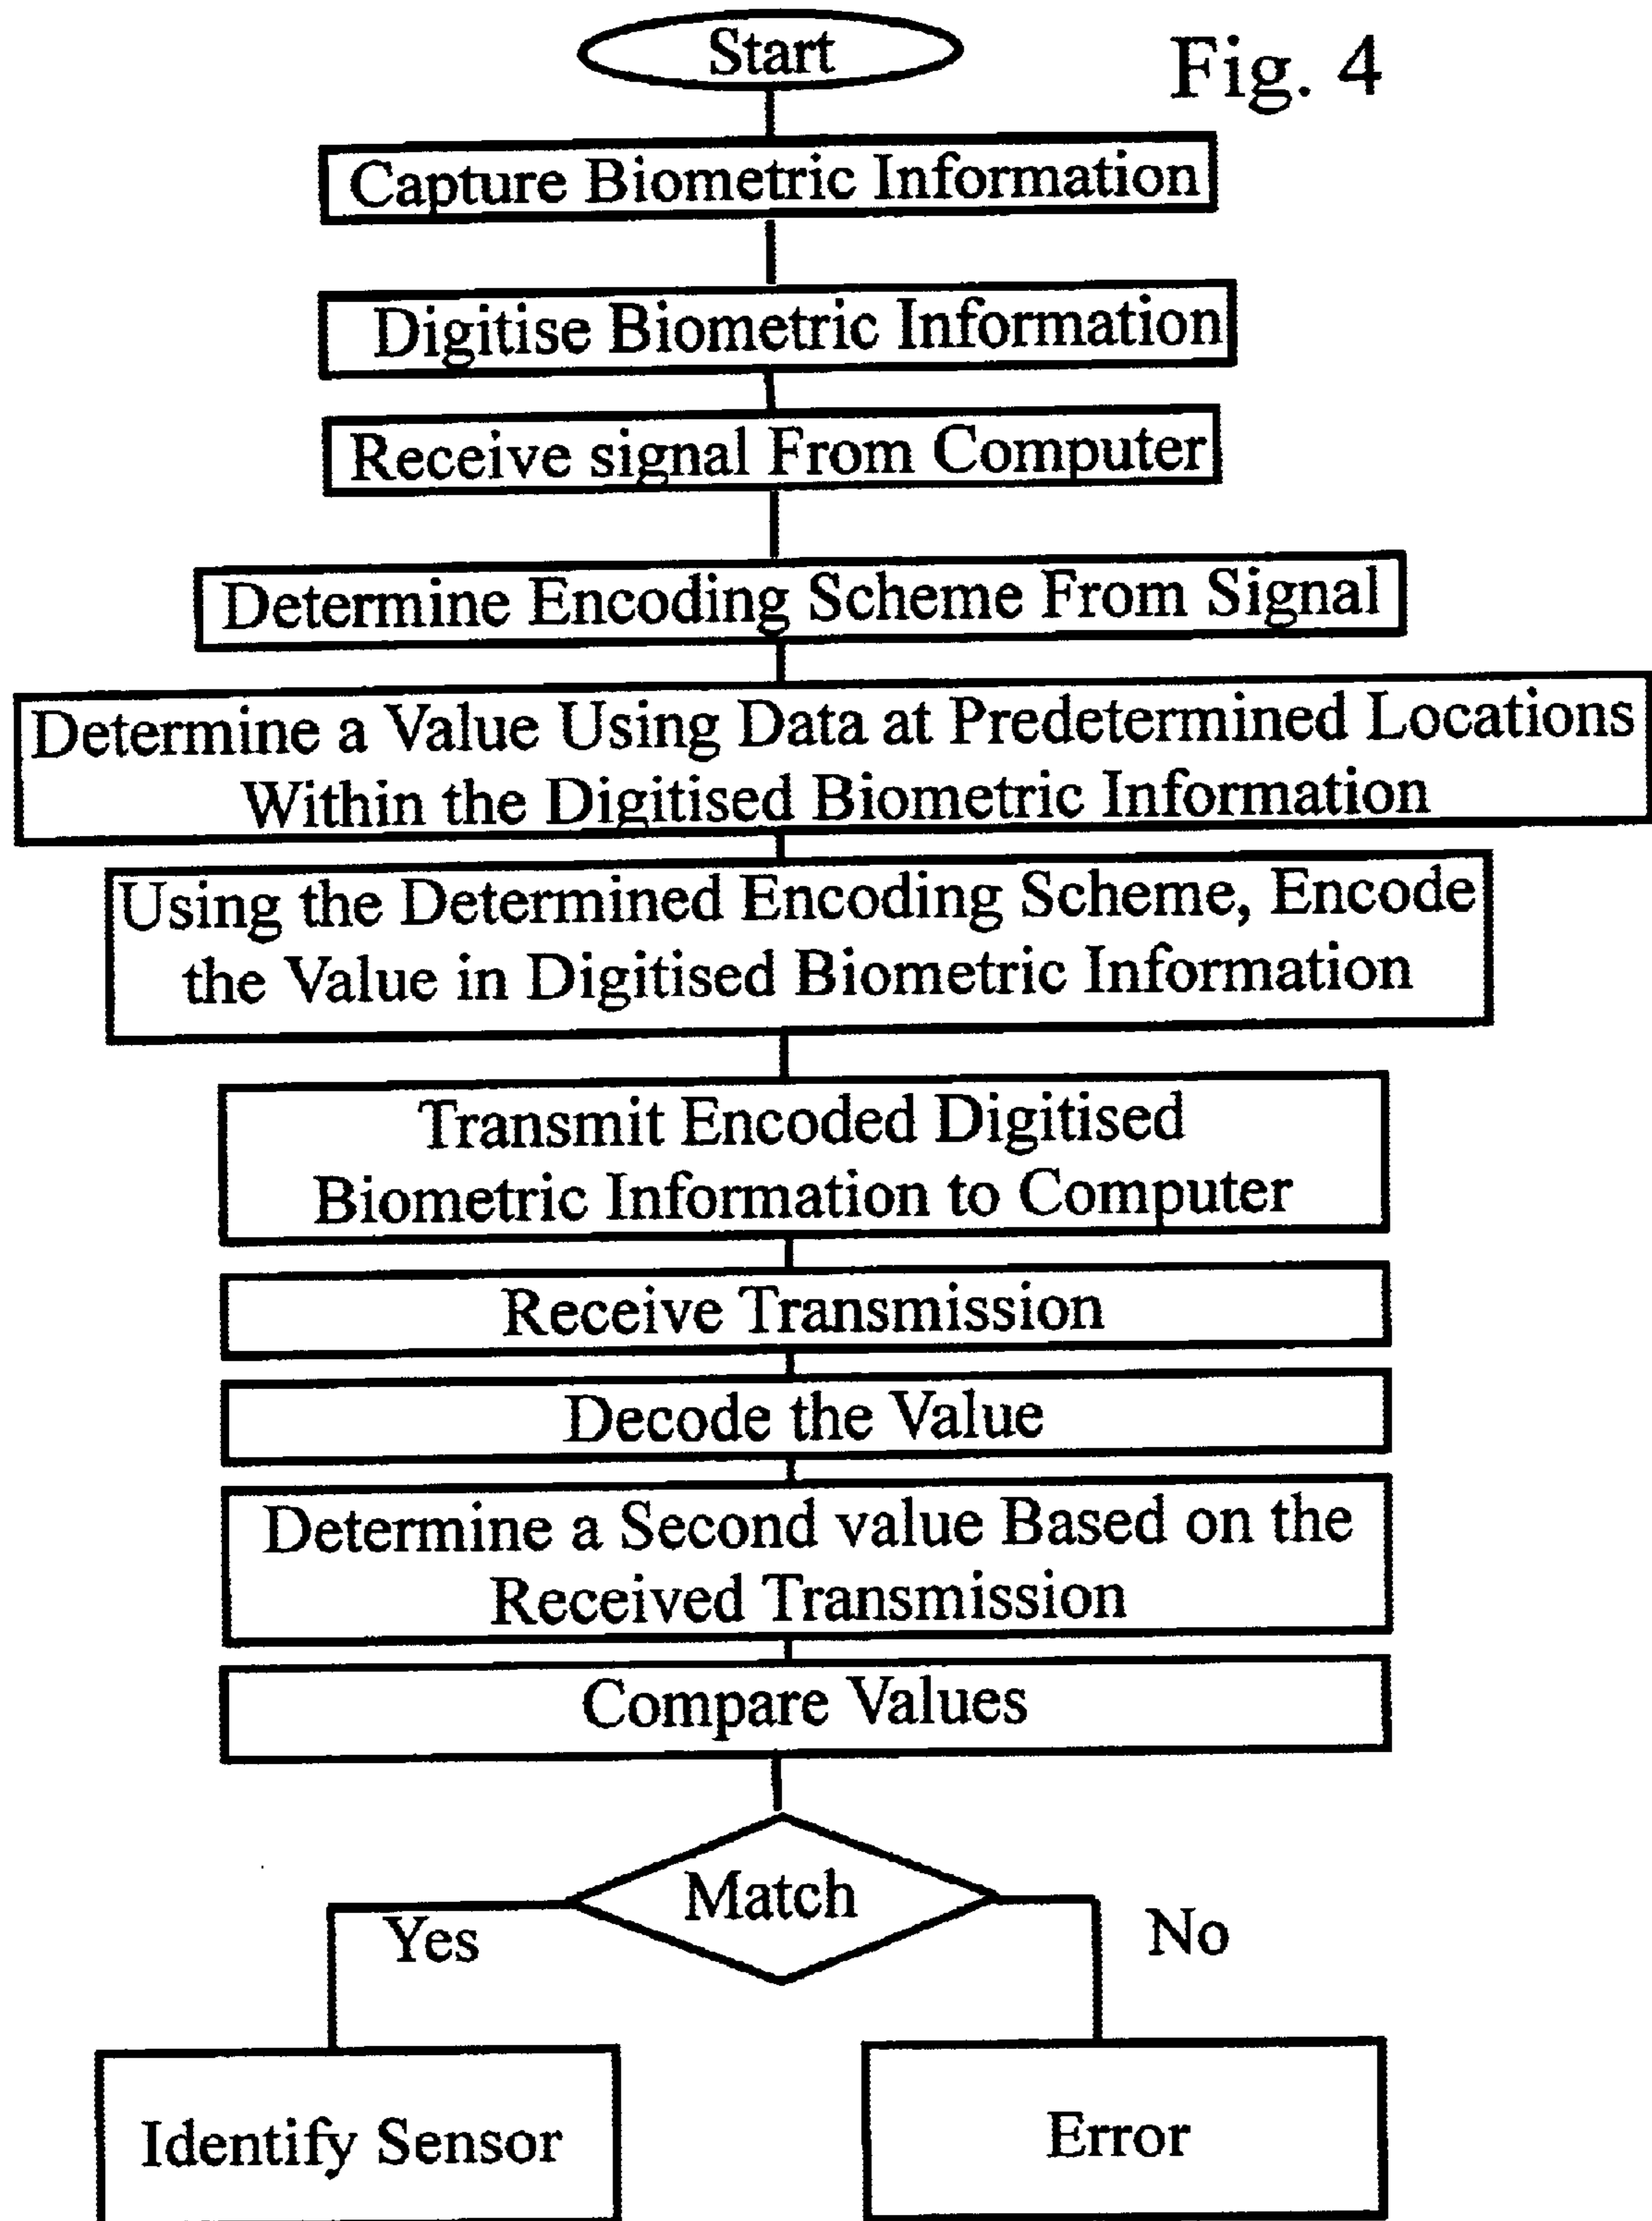 Start
Fig. 4
Capture Biometric Information
Digitise Biometric Information
Receive signal From Computer
Determine Encoding Scheme From Signal
Determine a Value Using Data at Predetermined Locations
Within the Digitised Biometric Information
Using the Determined Encoding Scheme, Encode
the Value in Digitised Biometric Information
Transmit Encoded Digitised
Biometric Information to Computer
Receive Transmission
Decode the Value
Determine a Second value Based on the
Received Transmission
Compare Values
Match
Yes
No
Identify Sensor
Error